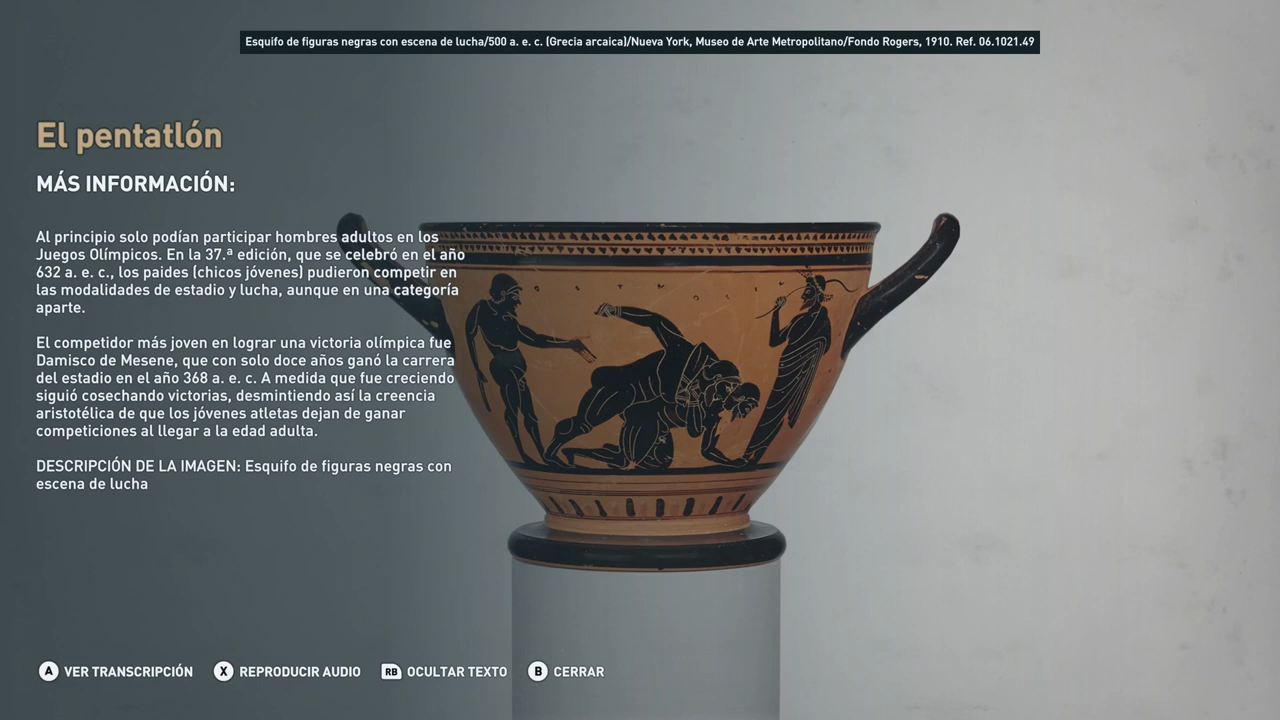 Esquifo de figuras negras con escena de lucha/500 a. e. c. (Grecia arcaica)/Nueva York, Museo de Arte Metropolitano/Fondo Rogers, 1910. Ref. 06.1021.49
El pentatlón
MÁS INFORMACIÓN:
Al principio solo podían participar hombres adultos en los
Juegos Olímpicos. En la 37.ª edición, que se celebró en el año
632 a. e. c., los paides (chicos jóvenes) pudieron competir en
las modalidades de estadio y lucha, aunque en una categoría
aparte.
El competidor más joven en lograr una victoria olímpica fue
Damisco de Mesene, que con solo doce años ganó la carrera
del estadio en el año 368 a. e. c. A medida que fue creciendo
siguió cosechando victorias, desmintiendo así la creencia
aristotélica de que los jóvenes atletas dejan de ganar
competiciones al llegar a la edad adulta.
DESCRIPCIÓN DE LA IMAGEN: Esquifo de figuras negras con
escena de lucha
A VER TRANSCRIPCIÓN X REPRODUCIR AUDIO RB OCULTAR TEXTO B CERRAR